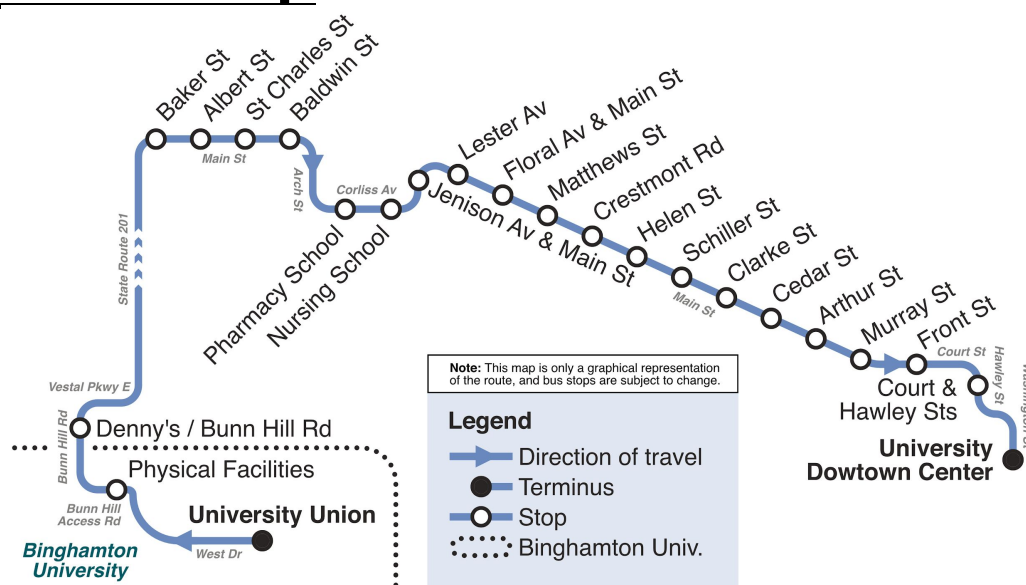 Baker St
Albert St
St Charles St
Baldwin St
Main St
Arch St
Corliss Av
Pharmacy School
Nursing School
Jenison Av & Main St
Lester Av
Floral Av & Main St
Matthews St
Crestmont Rd
Helen St
Schiller St
Main St
Clarke St
Cedar St
Arthur St
Murray St
Front St
Court St
Hawley St
Court &
Hawley Sts
University
Dowtown Center
State Route 201
Vestal Pkwy E
Bunn Hill Rd
Denny's / Bunn Hill Rd
Physical Facilities
Bunn Hill
Access Rd
University Union
West Dr
Binghamton
University
Note: This map is only a graphical representation
of the route, and bus stops are subject to change.
Legend
Direction of travel
Terminus
Stop
Binghamton Univ.